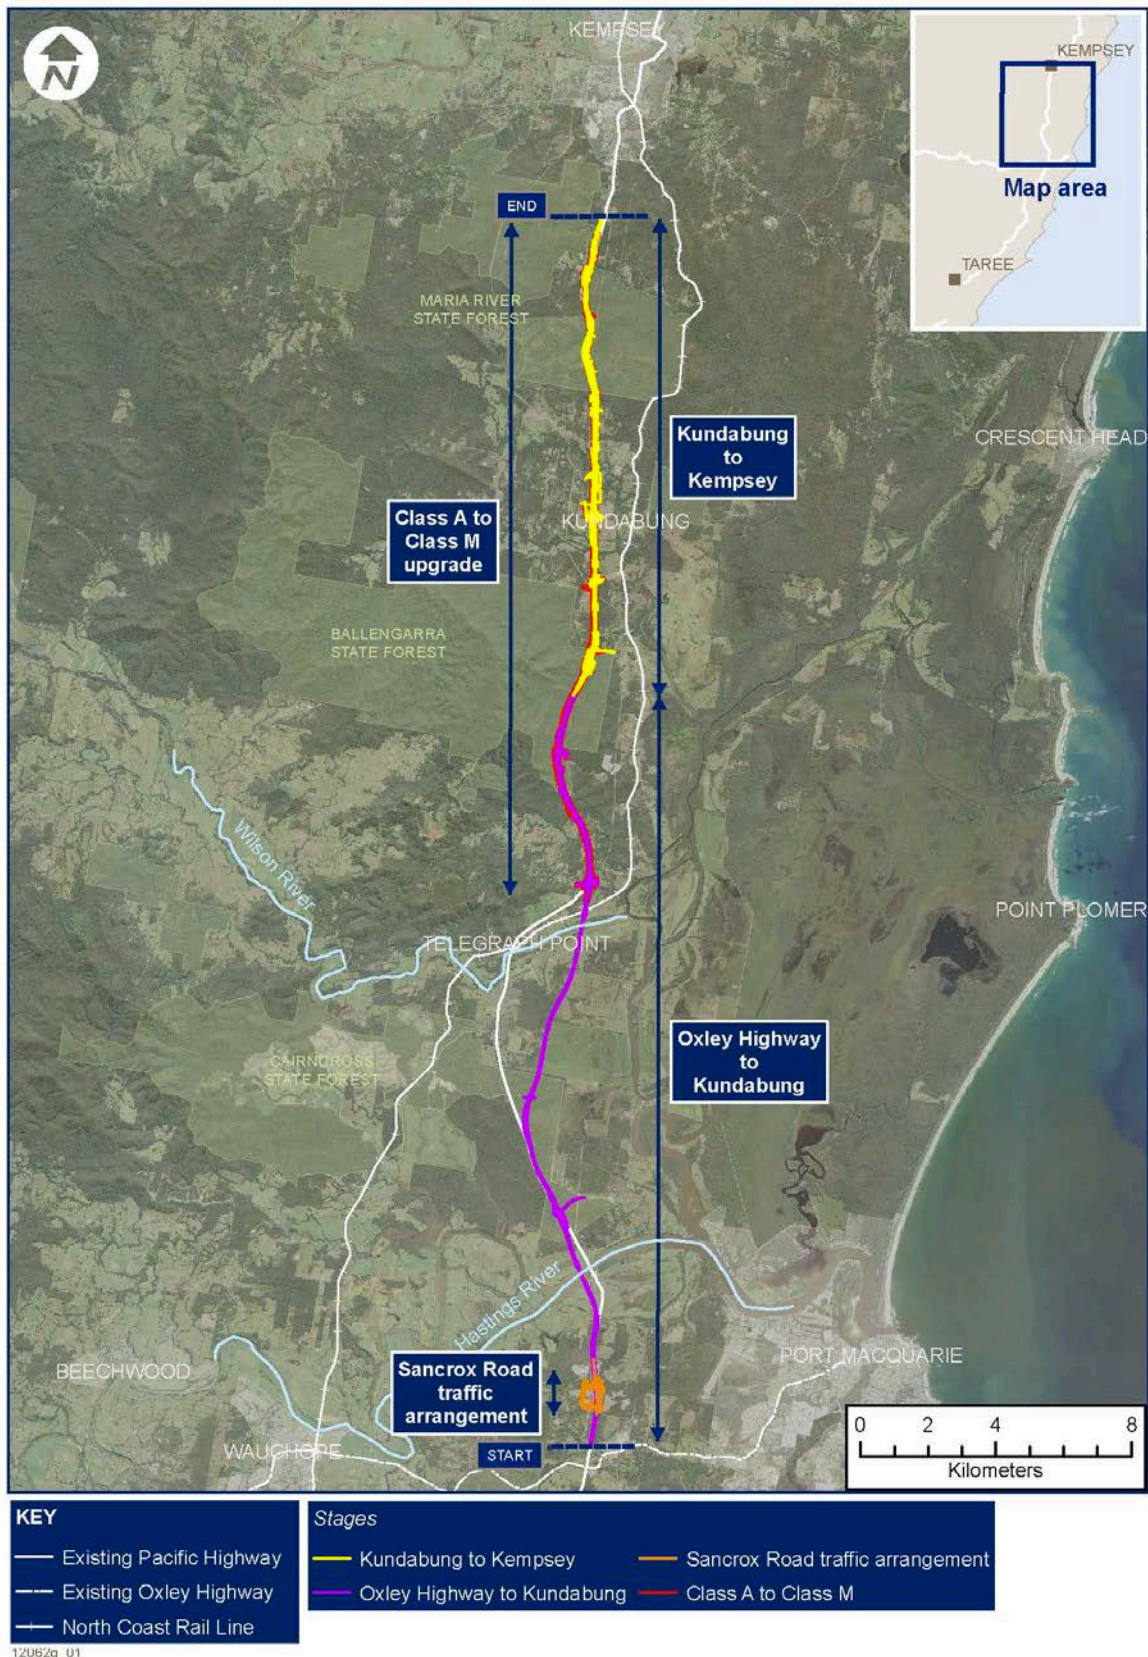 KEMPSEY
N
KEMPSEY
Map area
TAREE
END
MARIA RIVER
STATE FOREST
Kundabung
to
Kempsey
CRESCENT HEAD
Class A to
Class M
upgrade
KUNDABUNG
BALLENGARRA
STATE FOREST
Wilson River
POINT PLOMER
TELEGRAPH POINT
Oxley Highway
to
Kundabung
CAIRNCROSS
STATE FOREST
Hastings River
PORT MACQUARIE
BEECHWOOD
Sancrox Road
traffic
arrangement
WAUCHOPE
START
0 2 4 8
Kilometers
KEY
Existing Pacific Highway
Existing Oxley Highway
North Coast Rail Line
Stages
Kundabung to Kempsey
Sancrox Road traffic arrangement
Oxley Highway to Kundabung
Class A to Class M
12062g_01